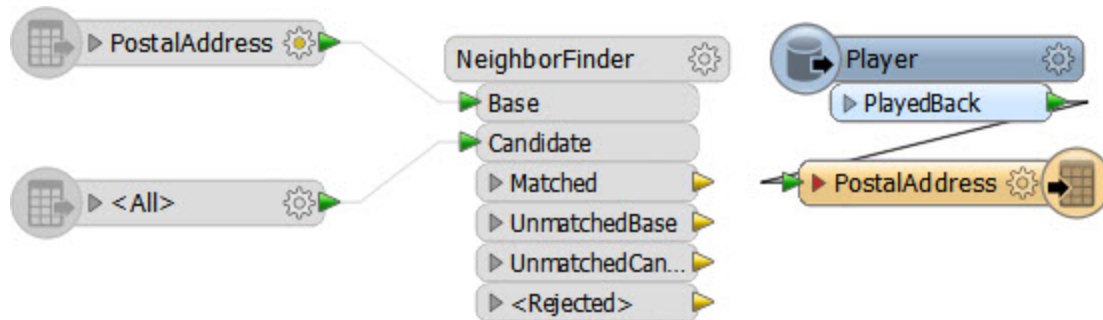 PostalAddress
<All>
NeighborFinder
Base
Candidate
Matched
UnmatchedBase
UnmatchedCan...
<Rejected>
Player
PlayedBack
PostalAddress